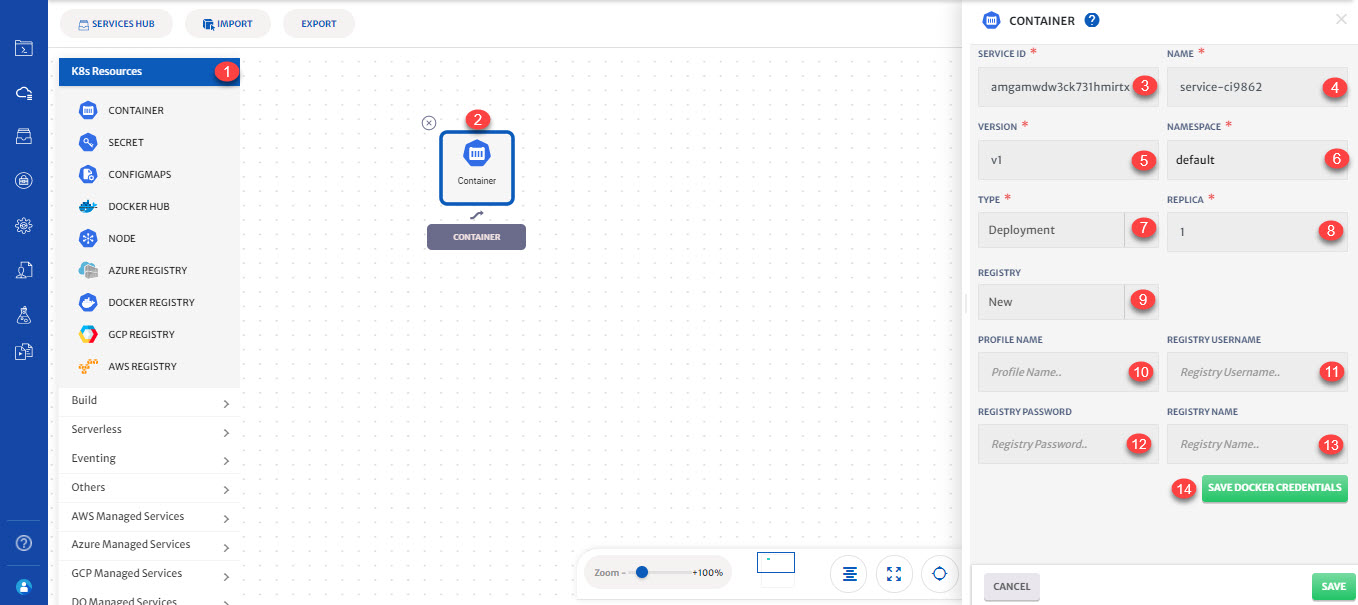 SERVICES HUB
IMPORT
EXPORT
K8s Resources
1
CONTAINER
SECRET
CONFIGMAPS
DOCKER HUB
NODE
AZURE REGISTRY
DOCKER REGISTRY
GCP REGISTRY
AWS REGISTRY
Build
Serverless
Eventing
Others
AWS Managed Services
Azure Managed Services
GCP Managed Services
DO Managed Services
2
Container
CONTAINER
Zoom - +100%
CONTAINER ?
SERVICE ID * NAME *
amgamwdw3ck731hmirtx 3 service-ci9862 4
VERSION * NAMESPACE *
v1 5 default 6
TYPE * REPLICA *
Deployment 7 1 8
REGISTRY
New 9
PROFILE NAME REGISTRY USERNAME
Profile Name.. 10 Registry Username.. 11
REGISTRY PASSWORD REGISTRY NAME
Registry Password.. 12 Registry Name.. 13
14 SAVE DOCKER CREDENTIALS
CANCEL SAVE